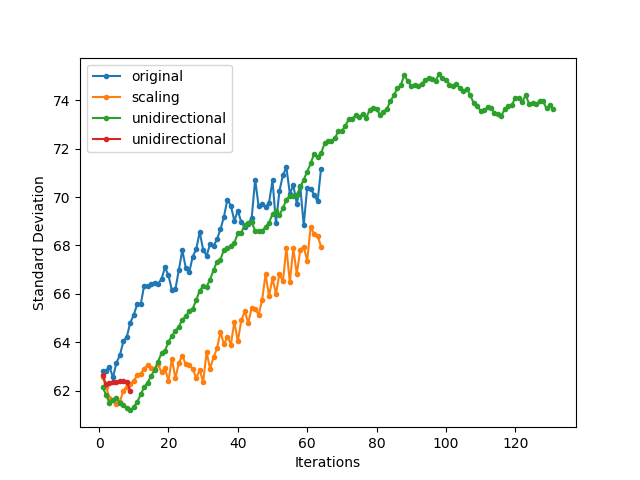 original
scaling
unidirectional
unidirectional
74
72
70
68
66
64
62
Standard Deviation
0 20 40 60 80 100 120
Iterations